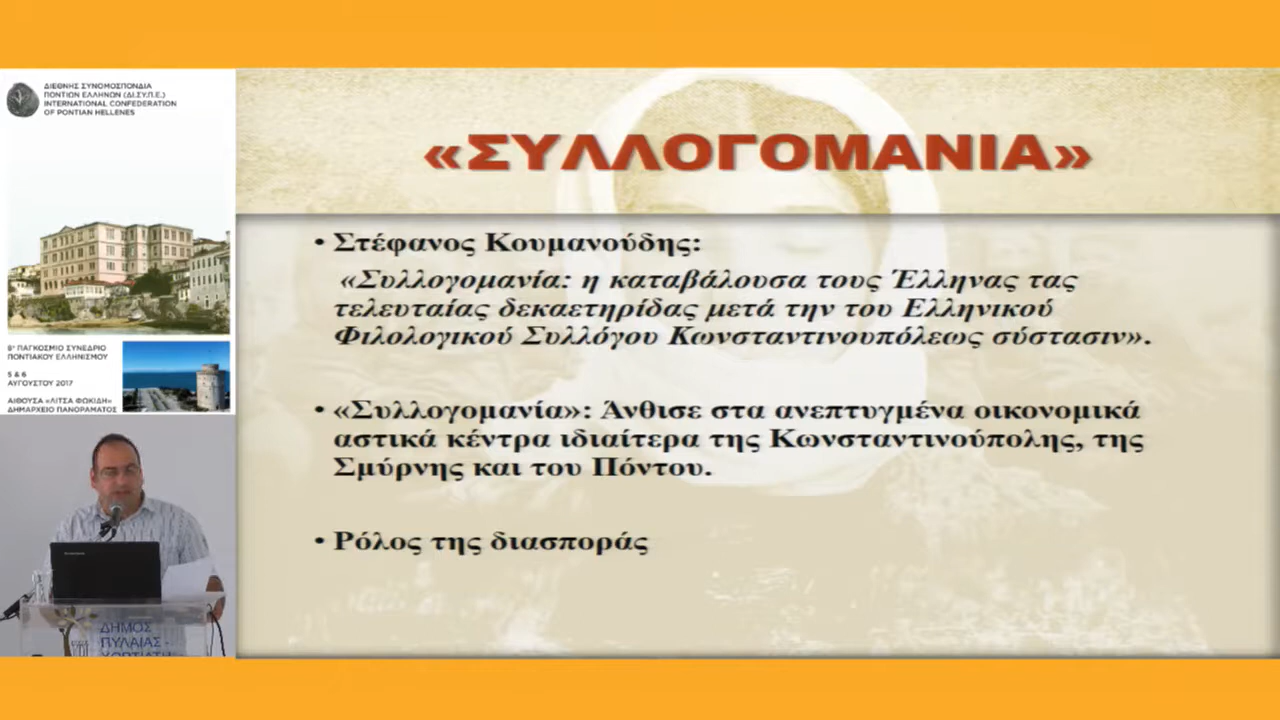 ΔΙΕΘΝΗΣ ΣΥΝΟΜΟΣΠΟΝΔΙΑ
ΠΟΝΤΙΩΝ ΕΛΛΗΝΩΝ (ΔΙ.ΣΥ.Π.Ε.)
INTERNATIONAL CONFEDERATION
OF PONTIAN HELLENES
8ο ΠΑΓΚΟΣΜΙΟ ΣΥΝΕΔΡΙΟ
ΠΟΝΤΙΑΚΟΥ ΕΛΛΗΝΙΣΜΟΥ
5 & 6
ΑΥΓΟΥΣΤΟΥ 2017
ΑΙΘΟΥΣΑ «ΛΙΤΣΑ ΦΩΚΙΔΗ»
ΔΗΜΑΡΧΕΙΟ ΠΑΝΟΡΑΜΑΤΟΣ
ΔΗΜΟΣ
ΠΥΛΑΙΑΣ -
ΧΟΡΤΙΑΤΗ
«ΣΥΛΛΟΓΟΜΑΝΙΑ»
• Στέφανος Κουμανούδης:
«Συλλογομανία: η καταβάλουσα τους Έλληνας τας
τελευταίας δεκαετηρίδας μετά την του Ελληνικού
Φιλολογικού Συλλόγου Κωνσταντινουπόλεως σύστασιν».
• «Συλλογομανία»: Άνθισε στα ανεπτυγμένα οικονομικά
αστικά κέντρα ιδιαίτερα της Κωνσταντινούπολης, της
Σμύρνης και του Πόντου.
• Ρόλος της διασποράς